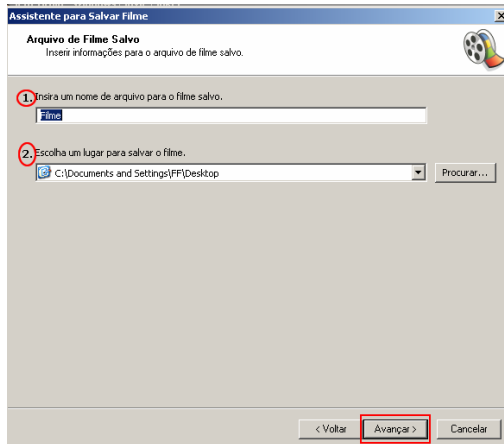 Assistente para Salvar Filme
Arquivo de Filme Salvo
Inserir informações para o arquivo de filme salvo.
1. Insira um nome de arquivo para o filme salvo.
Filme
2. Escolha um lugar para salvar o filme.
C:\Documents and Settings\FF\Desktop
Procurar...
< Voltar
Avançar >
Cancelar